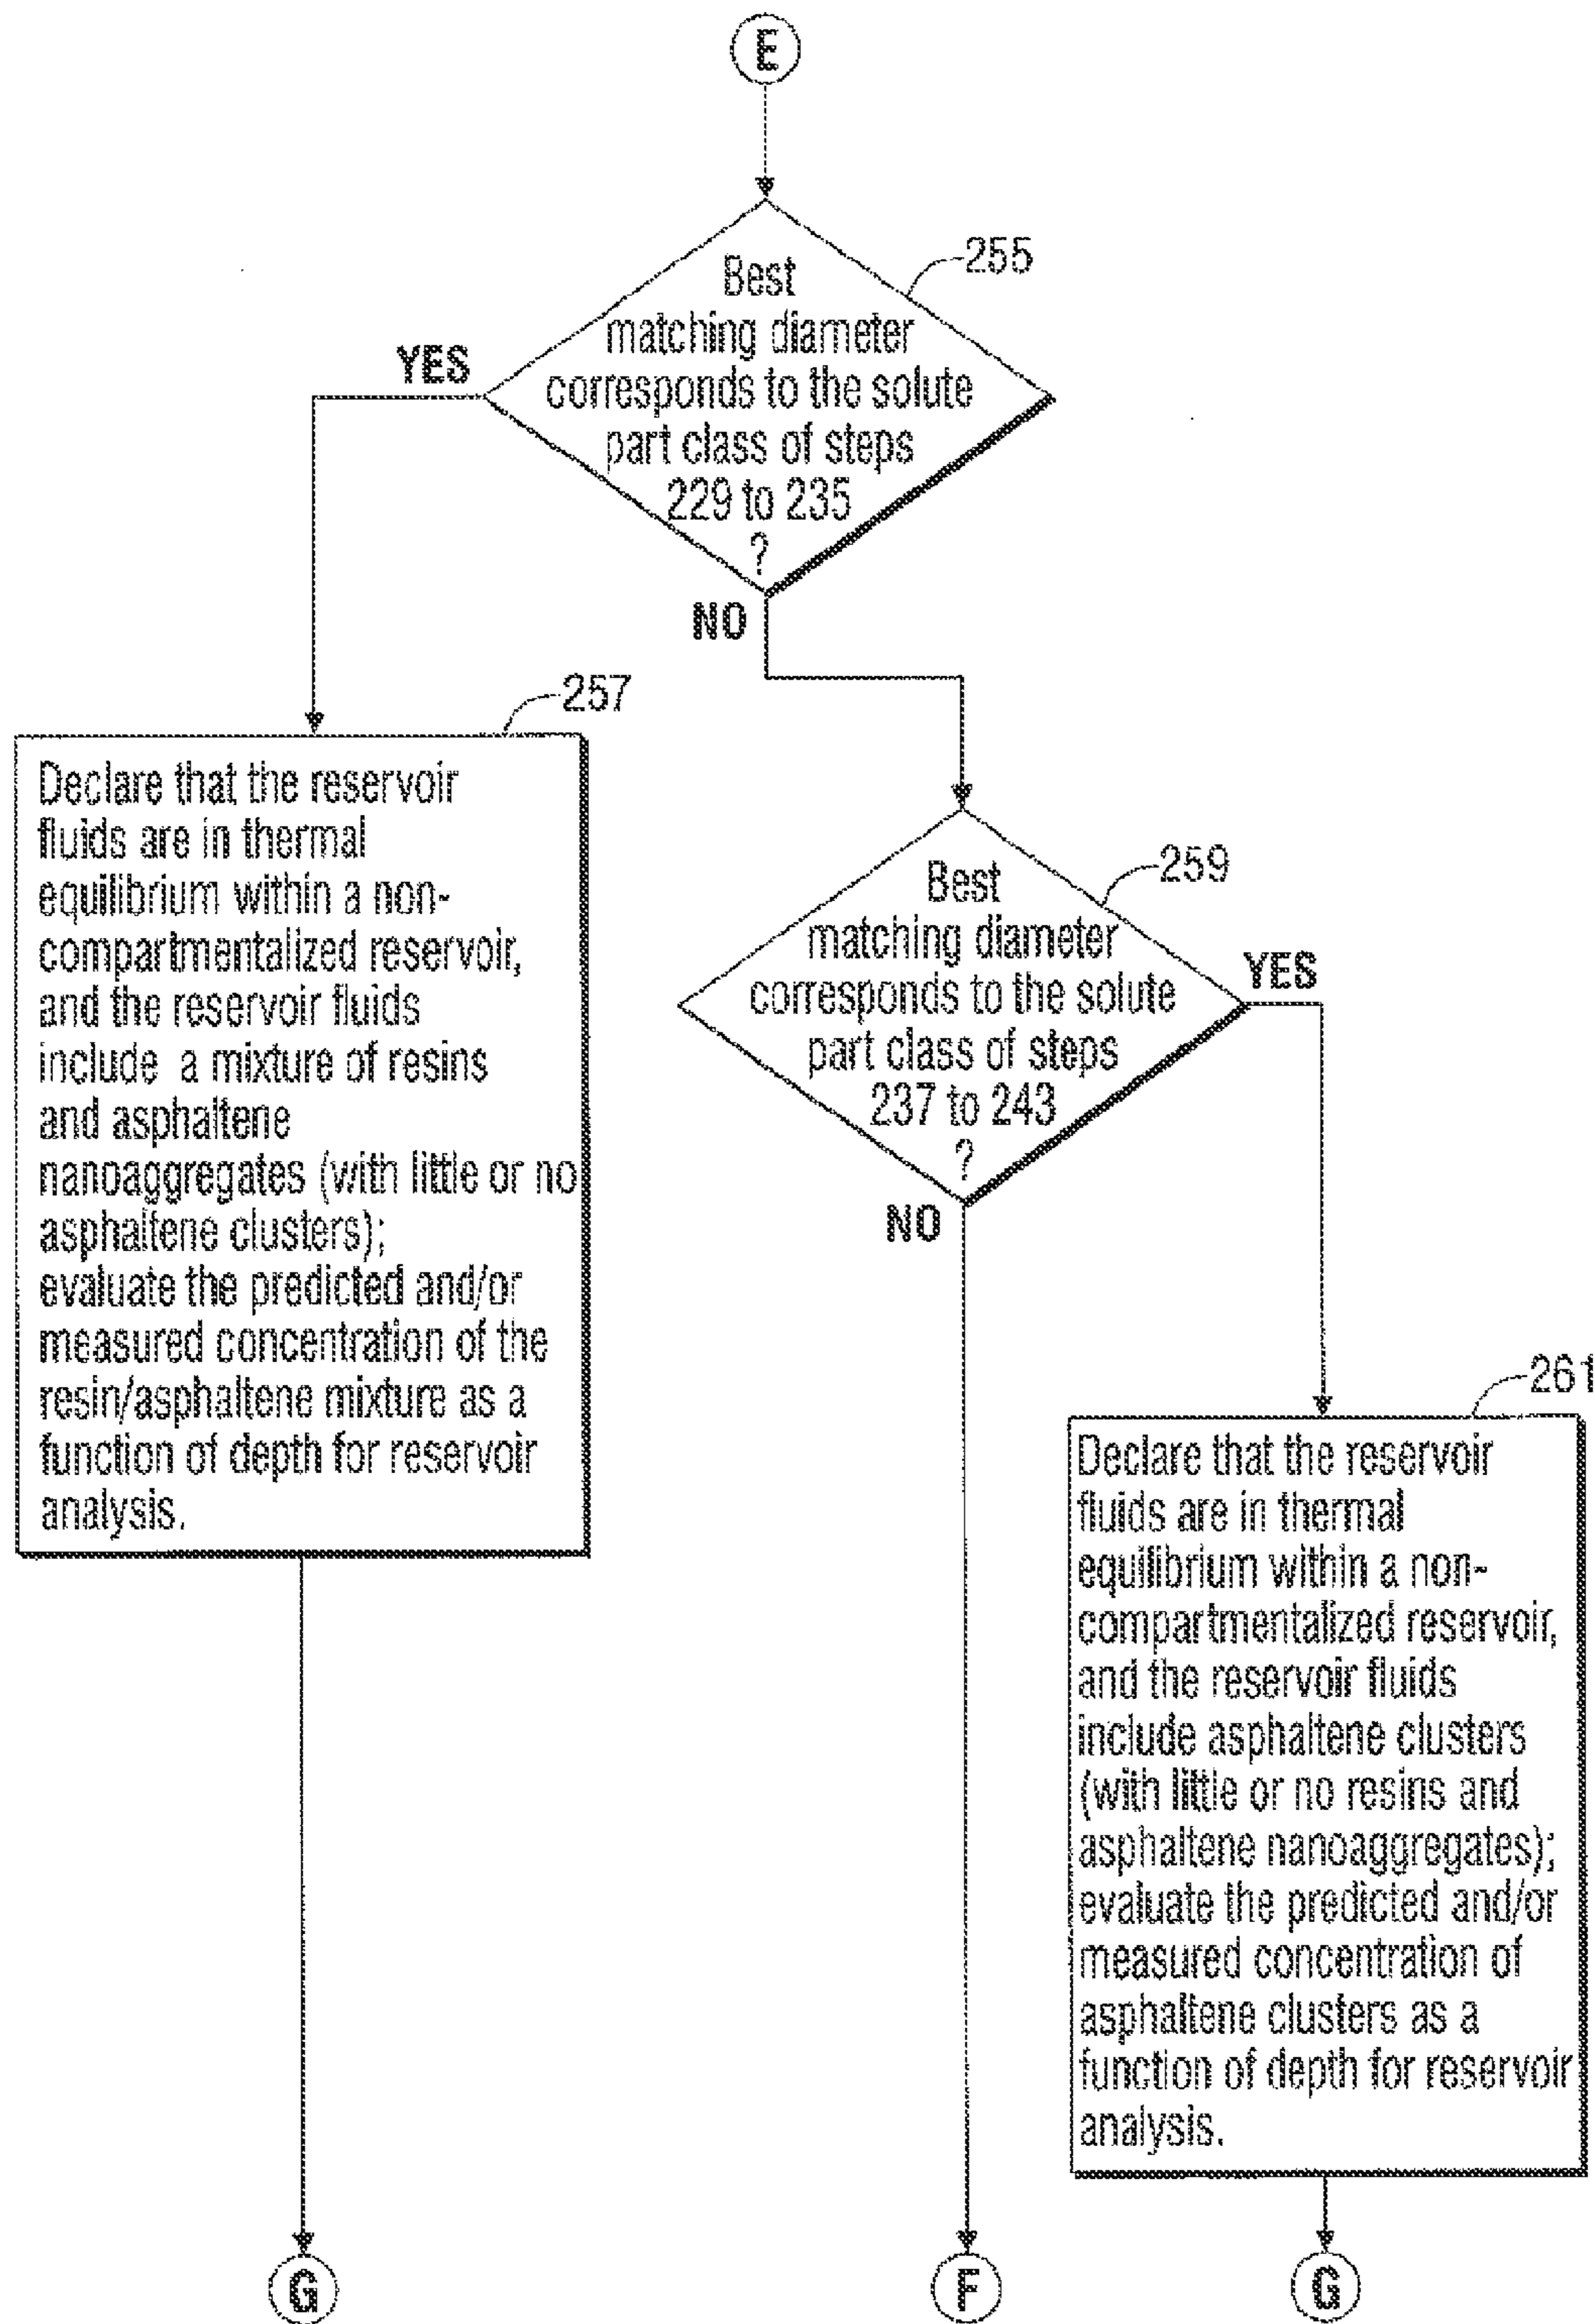 E
255
Best
matching diameter
corresponds to the solute
part class of steps
229 to 235
?
YES
NO
257
Declare that the reservoir
fluids are in thermal
equilibrium within a non-
compartmentalized reservoir,
and the reservoir fluids
include a mixture of resins
and asphaltene
nanoaggregates (with little or no
asphaltene clusters);
evaluate the predicted and/or
measured concentration of the
resin/asphaltene mixture as a
function of depth for reservoir
analysis.
259
Best
matching diameter
corresponds to the solute
part class of steps
237 to 243
?
YES
NO
261
Declare that the reservoir
fluids are in thermal
equilibrium within a non-
compartmentalized reservoir,
and the reservoir fluids
include asphaltene clusters
(with little or no resins and
asphaltene nanoaggregates);
evaluate the predicted and/or
measured concentration of
asphaltene clusters as a
function of depth for reservoir
analysis.
G
F
G